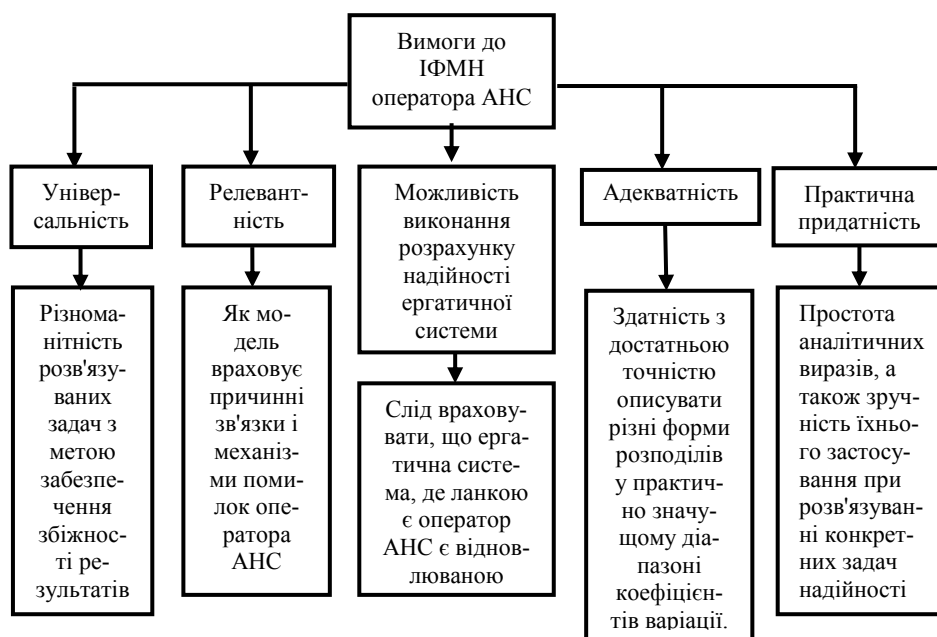 Вимоги до
ІФМН
оператора АНС
Універ-
сальність
Релевант-
ність
Можливість
виконання
розрахунку
надійності
ергатичної
системи
Адекватність
Практична
придатність
Різнома-
нітність
розв'язу-
ваних
задач з
метою
забезпе-
чення
збіжнос-
ті ре-
зультатів
Як мо-
дель
враховує
причинні
зв'язки і
механіз-
ми поми-
лок опе-
ратора
АНС
Слід врахову-
вати, що ерга-
тична систе-
ма, де ланкою
є оператор
АНС є віднов-
люваною
Здатність з
достатньою
точністю
описувати
різні форми
розподілів
у практич-
но значу-
щому діа-
пазоні
коефіцієн-
тів варіації.
Простота
аналітичних
виразів, а
також зруч-
ність їхньо-
го застосу-
вання при
розв'язуван-
ні конкрет-
них задач
надійності